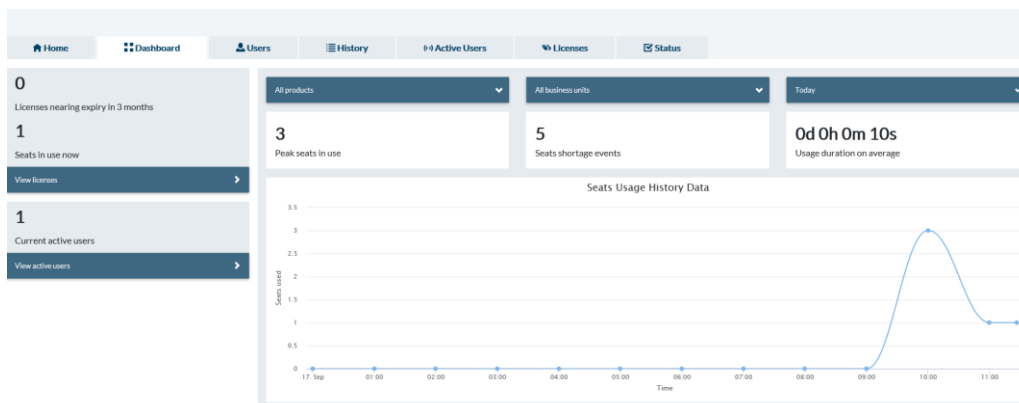 Home Dashboard Users History Active Users Licenses Status
0
Licenses nearing expiry in 3 months
1
Seats in use now
View licenses
1
Current active users
View active users
All products All business units Today
3
Peak seats in use
5
Seats shortage events
0d 0h 0m 10s
Usage duration on average
Seats Usage History Data
Seats used
3.5
3
2.5
2
1.5
1
0.5
0
17. Sep 01:00 02:00 03:00 04:00 05:00 06:00 07:00 08:00 09:00 10:00 11:00
Time